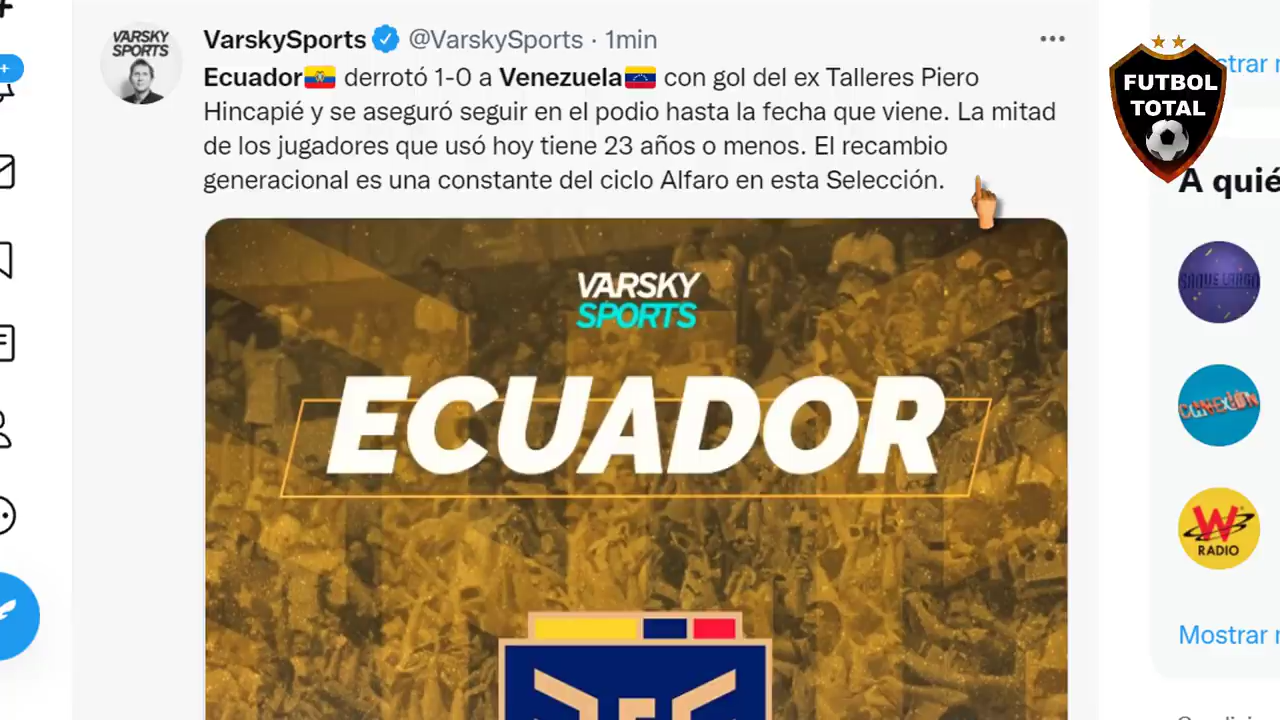 VARSKY
SPORTS
VarskySports @VarskySports · 1min
Ecuador🇪🇨 derrotó 1-0 a Venezuela🇻🇪 con gol del ex Talleres Piero
Hincapié y se aseguró seguir en el podio hasta la fecha que viene. La mitad
de los jugadores que usó hoy tiene 23 años o menos. El recambio
generacional es una constante del ciclo Alfaro en esta Selección.
VARSKY
SPORTS
ECUADOR
FUTBOL
TOTAL
A quié
SAQUE LARGO
CONEXIÓN
W
RADIO
Mostrar